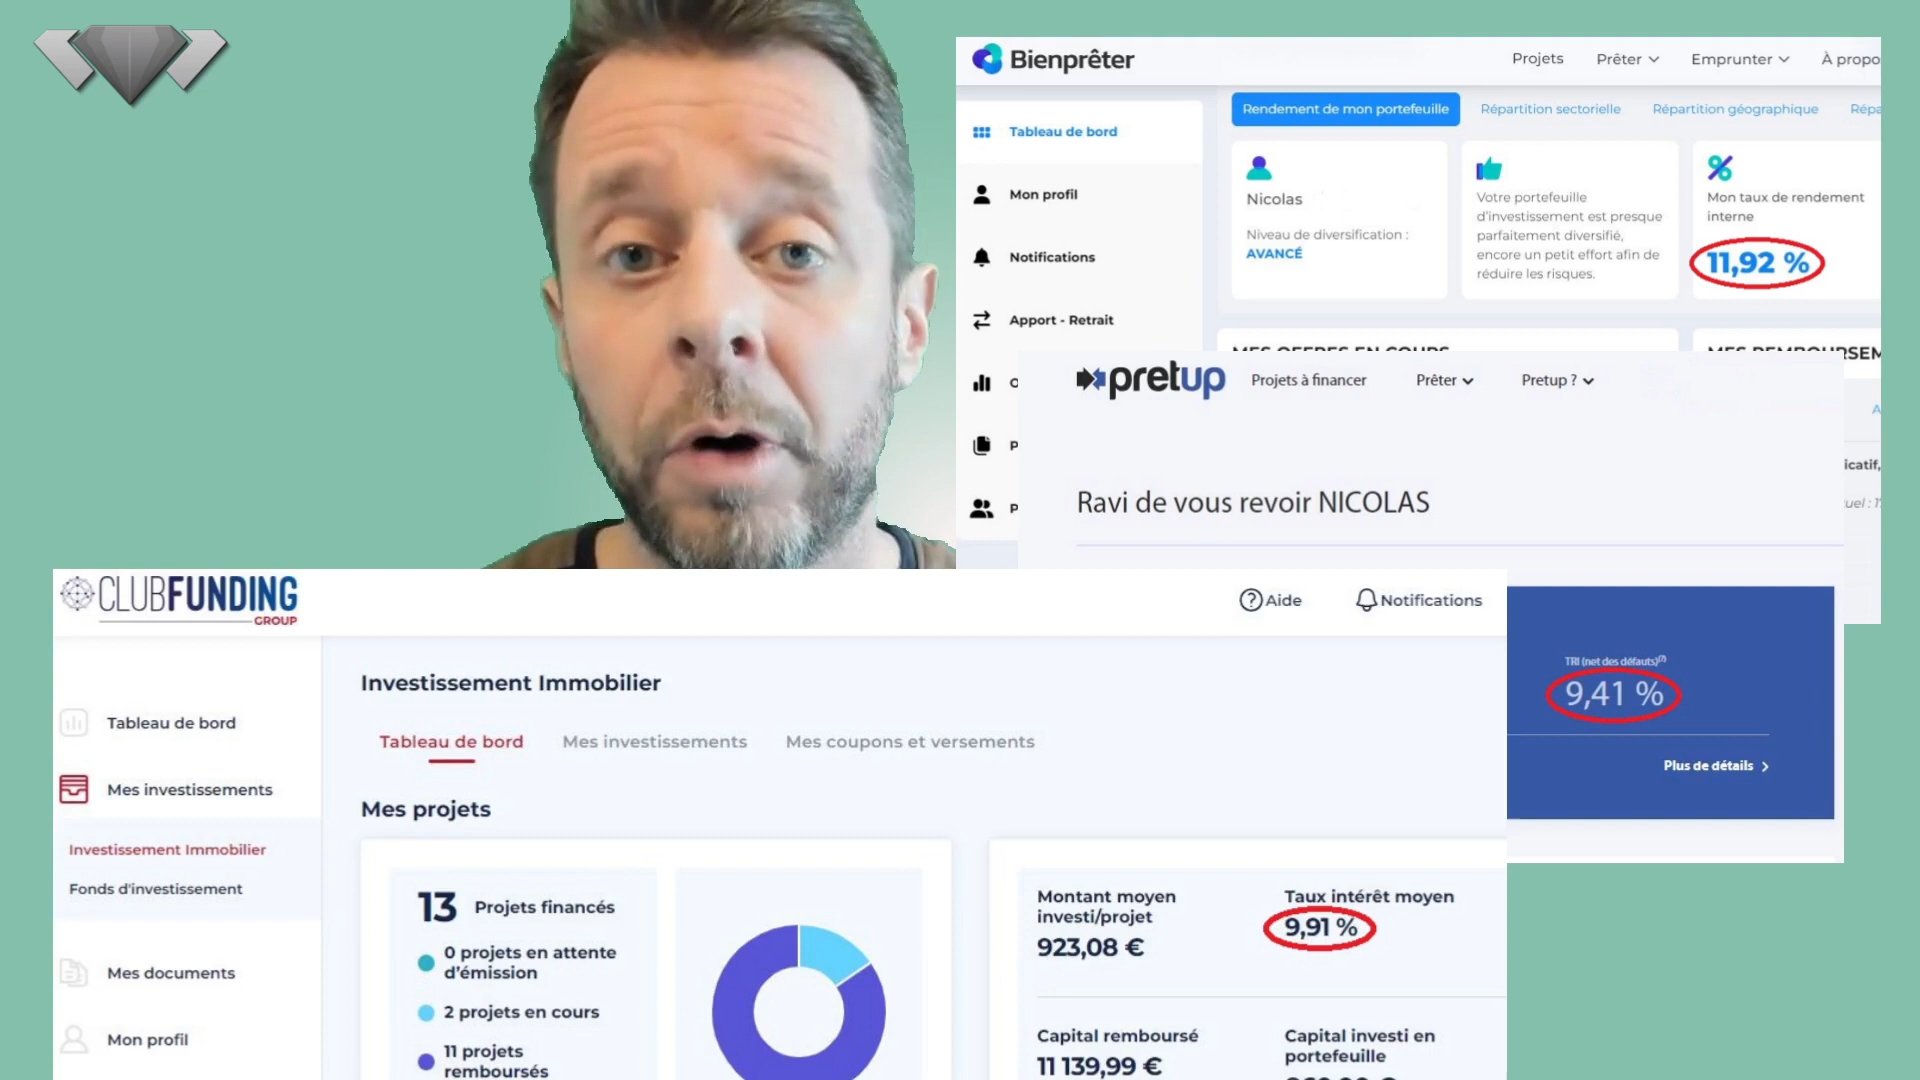 Bienprêter
Projets
Prêter
Emprunter
Rendement de mon portefeuille
Répartition sectorielle
Répartition géographique
Tableau de bord
Mon profil
Notifications
Apport - Retrait
Nicolas
Niveau de diversification :
AVANCÉ
Votre portefeuille
d'investissement est presque
parfaitement diversifié,
encore un petit effort afin de
réduire les risques.
Mon taux de rendement
interne
11,92 %
pretup
Projets à financer
Prêter
Pretup ?
Ravi de vous revoir NICOLAS
TRI (net des défauts)(7)
9,41 %
Plus de détails
CLUBFUNDING
GROUP
Aide
Notifications
Tableau de bord
Mes investissements
Investissement Immobilier
Fonds d'investissement
Mes documents
Mon profil
Investissement Immobilier
Tableau de bord
Mes investissements
Mes coupons et versements
Mes projets
13 Projets financés
0 projets en attente
d'émission
2 projets en cours
11 projets
remboursés
Montant moyen
investi/projet
923,08 €
Taux intérêt moyen
9,91 %
Capital remboursé
11 139,99 €
Capital investi en
portefeuille